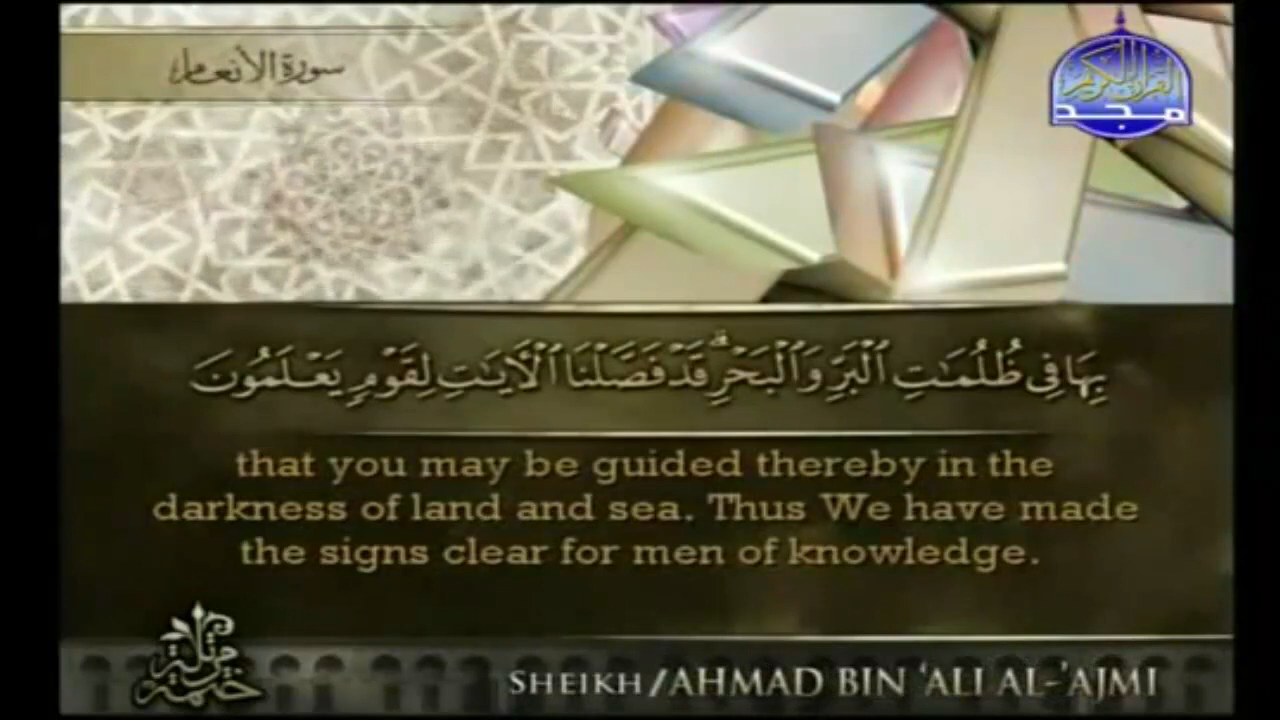 سورة الأنعام
القرآن الكريم
مجد
بِهَا فِي ظُلُمَٰتِ ٱلْبَرِّ وَٱلْبَحْرِ ۗ قَدْ فَصَّلْنَا ٱلْأَيَٰتِ لِقَوْمٍ يَعْلَمُونَ
that you may be guided thereby in the
darkness of land and sea. Thus We have made
the signs clear for men of knowledge.
ختمة مرتلة
SHEIKH/AHMAD BIN 'ALI AL-'AJMI